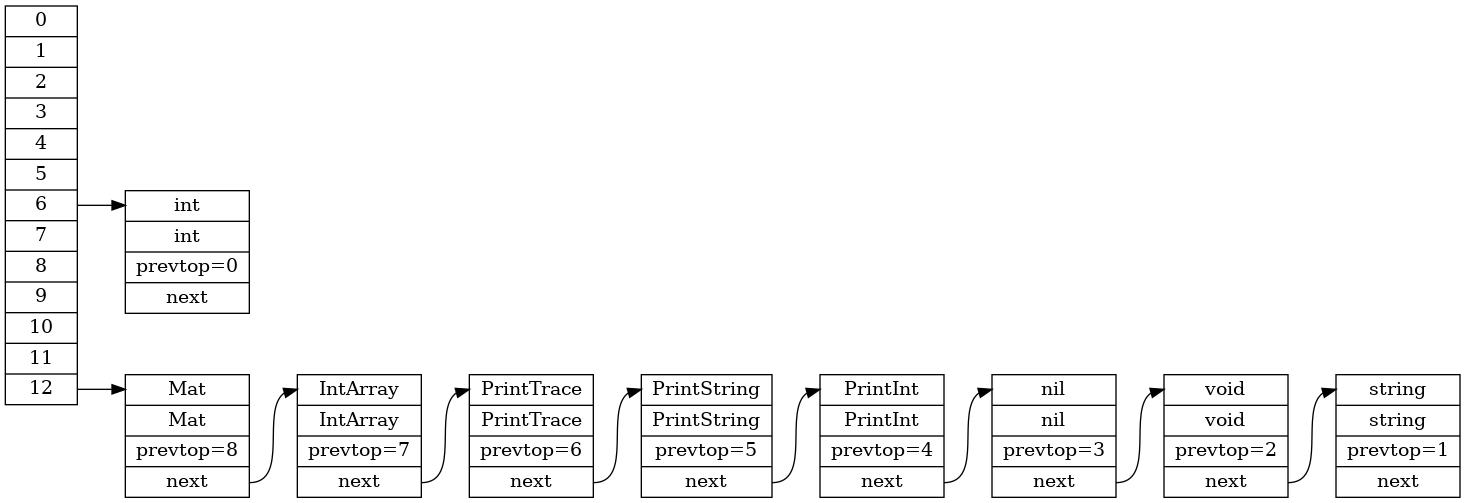 0
1
2
3
4
5
6
7
8
9
10
11
12
int
int
prevtop=0
next
Mat
Mat
prevtop=8
next
IntArray
IntArray
prevtop=7
next
PrintTrace
PrintTrace
prevtop=6
next
PrintString
PrintString
prevtop=5
next
PrintInt
PrintInt
prevtop=4
next
nil
nil
prevtop=3
next
void
void
prevtop=2
next
string
string
prevtop=1
next